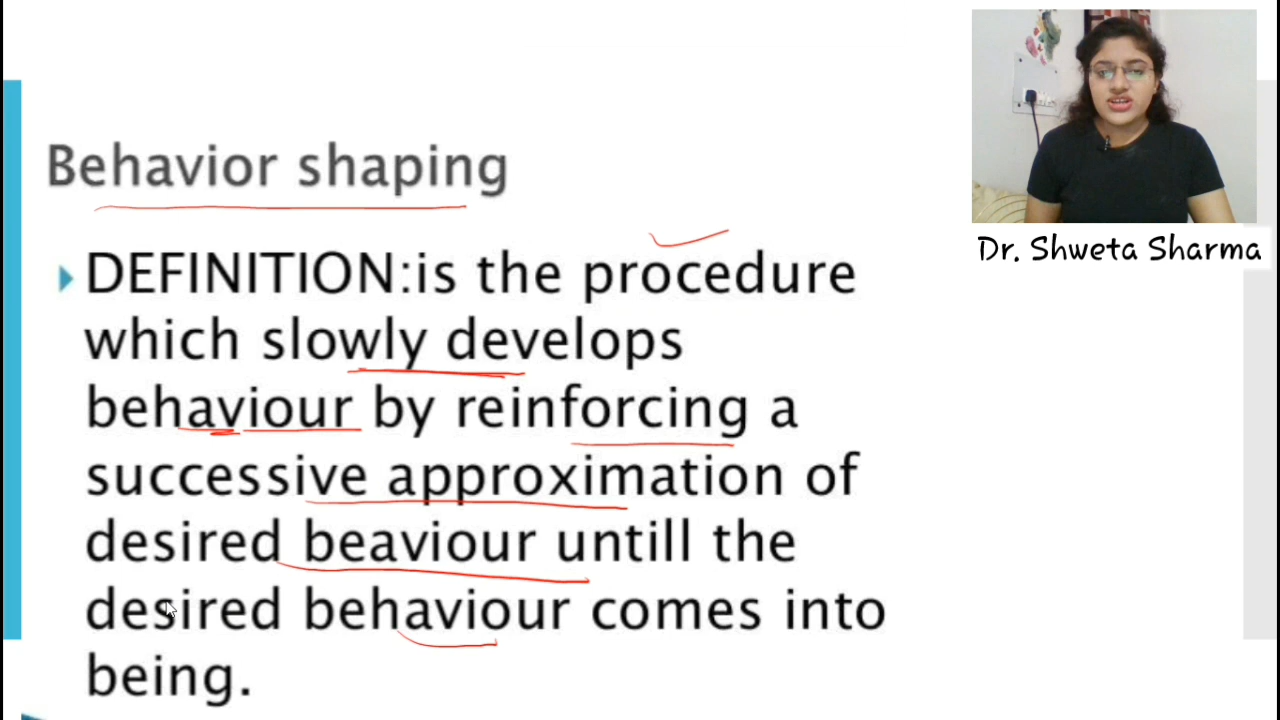 Behavior shaping
DEFINITION:is the procedure
which slowly develops
behaviour by reinforcing a
successive approximation of
desired beaviour untill the
desired behaviour comes into
being.
Dr. Shweta Sharma